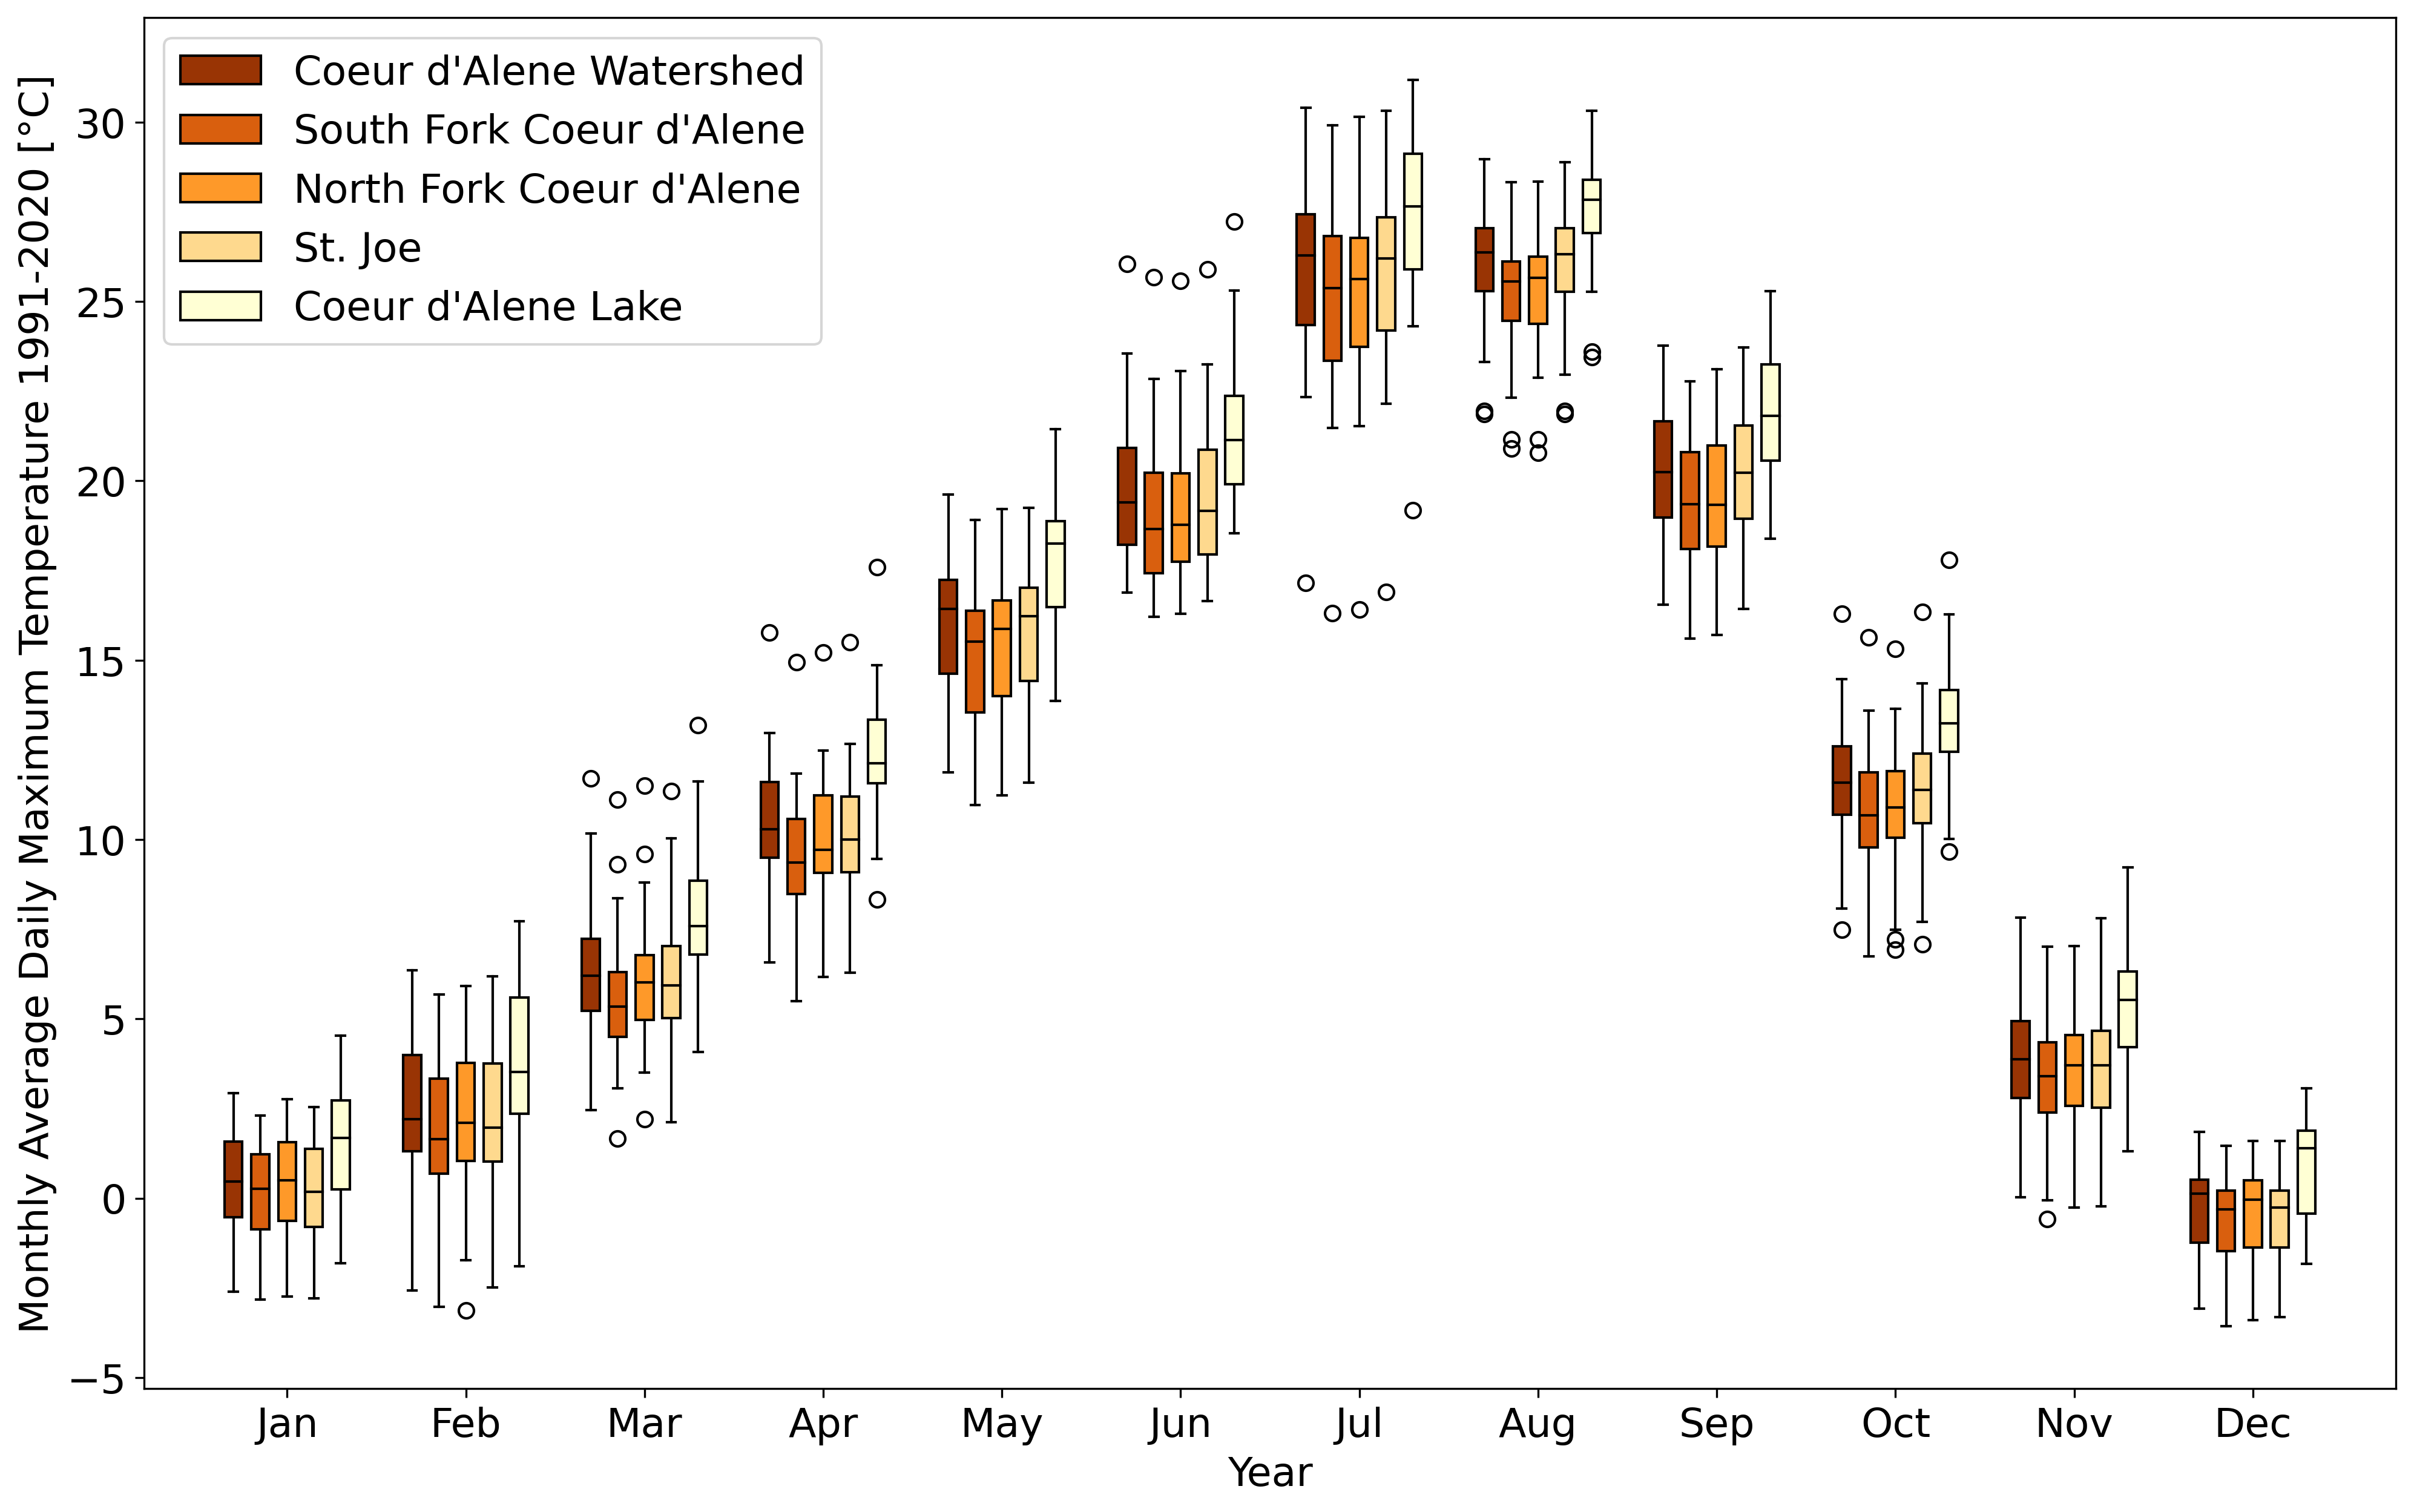 Coeur d'Alene Watershed
South Fork Coeur d'Alene
North Fork Coeur d'Alene
St. Joe
Coeur d'Alene Lake
Monthly Average Daily Maximum Temperature 1991-2020 [°C]
30
25
20
15
10
5
0
−5
Jan Feb Mar Apr May Jun Jul Aug Sep Oct Nov Dec
Year